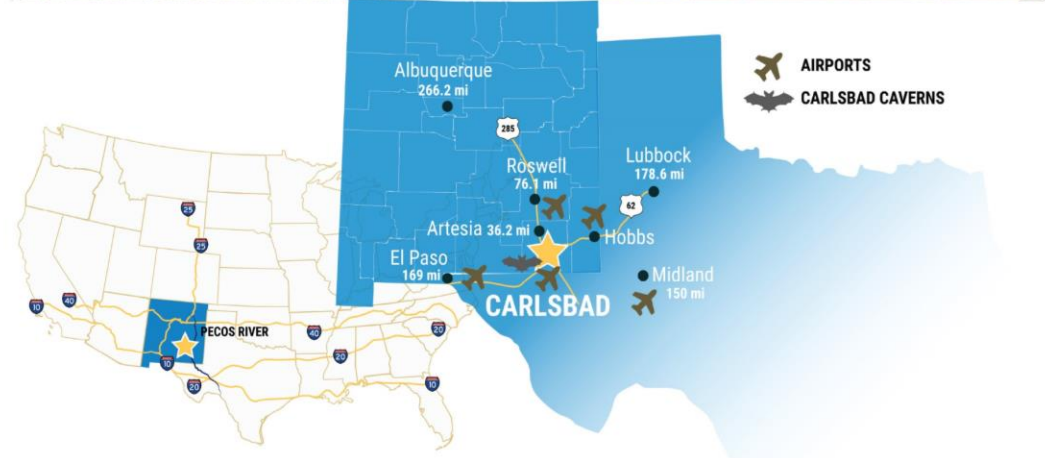 AIRPORTS
CARLSBAD CAVERNS
Albuquerque
266.2 mi
285
Roswell
76.1 mi
Lubbock
178.6 mi
62
Artesia 36.2 mi
Hobbs
El Paso
169 mi
Midland
150 mi
CARLSBAD
25
25
40
10
PECOS RIVER
40
20
20
10
20
10